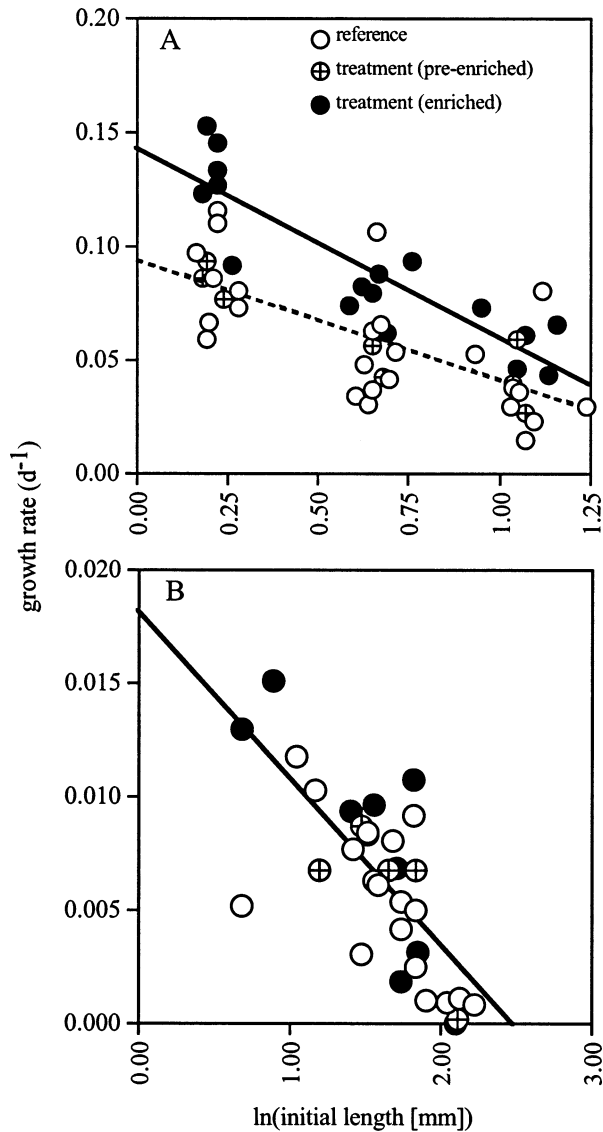 A
reference
treatment (pre-enriched)
treatment (enriched)
0.20
0.15
0.10
0.05
0.00
0.00
0.25
0.50
0.75
1.00
1.25
growth rate (d⁻¹)
B
0.020
0.015
0.010
0.005
0.000
0.00
1.00
2.00
3.00
ln(initial length [mm])